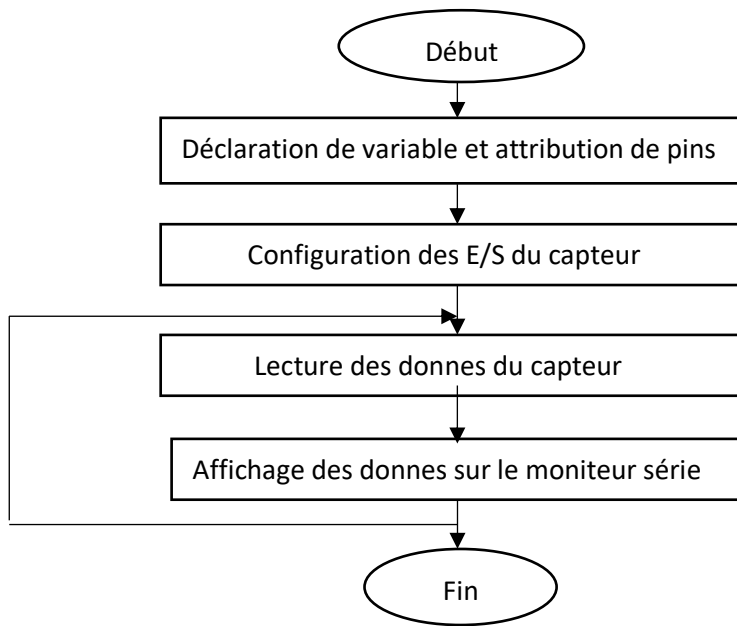 Début
Déclaration de variable et attribution de pins
Configuration des E/S du capteur
Lecture des donnes du capteur
Affichage des donnes sur le moniteur série
Fin